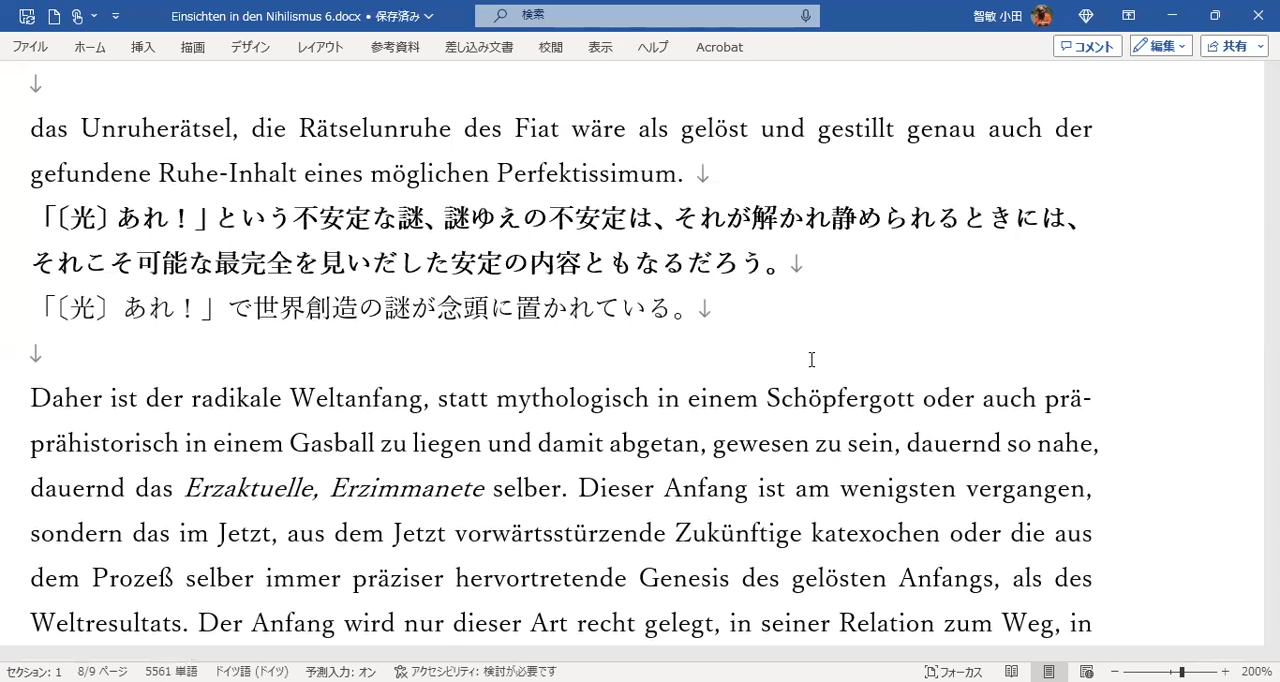 Einsichten in den Nihilismus 6.docx • 保存済み
検索
智敏 小田
ファイル ホーム 挿入 描画 デザイン レイアウト 参考資料 差し込み文書 校閲 表示 ヘルプ Acrobat コメント 編集 共有
↓
das Unruherätsel, die Rätselunruhe des Fiat wäre als gelöst und gestillt genau auch der
gefundene Ruhe-Inhalt eines möglichen Perfektissimum. ↓
「〔光〕あれ！」という不安定な謎、謎ゆえの不安定は、それが解かれ静められるときには、
それこそ可能な最完全を見いだした安定の内容ともなるだろう。↓
「〔光〕あれ！」で世界創造の謎が念頭に置かれている。↓
↓
Daher ist der radikale Weltanfang, statt mythologisch in einem Schöpfergott oder auch prä-
prähistorisch in einem Gasball zu liegen und damit abgetan, gewesen zu sein, dauernd so nahe,
dauernd das Erzaktuelle, Erzimmanete selber. Dieser Anfang ist am wenigsten vergangen,
sondern das im Jetzt, aus dem Jetzt vorwärtsstürzende Zukünftige katexochen oder die aus
dem Prozeß selber immer präziser hervortretende Genesis des gelösten Anfangs, als des
Weltresultats. Der Anfang wird nur dieser Art recht gelegt, in seiner Relation zum Weg, in
セクション: 1 8/9 ページ 5561 単語 ドイツ語 (ドイツ) 予測入力: オン アクセシビリティ: 検討が必要です フォーカス 200%